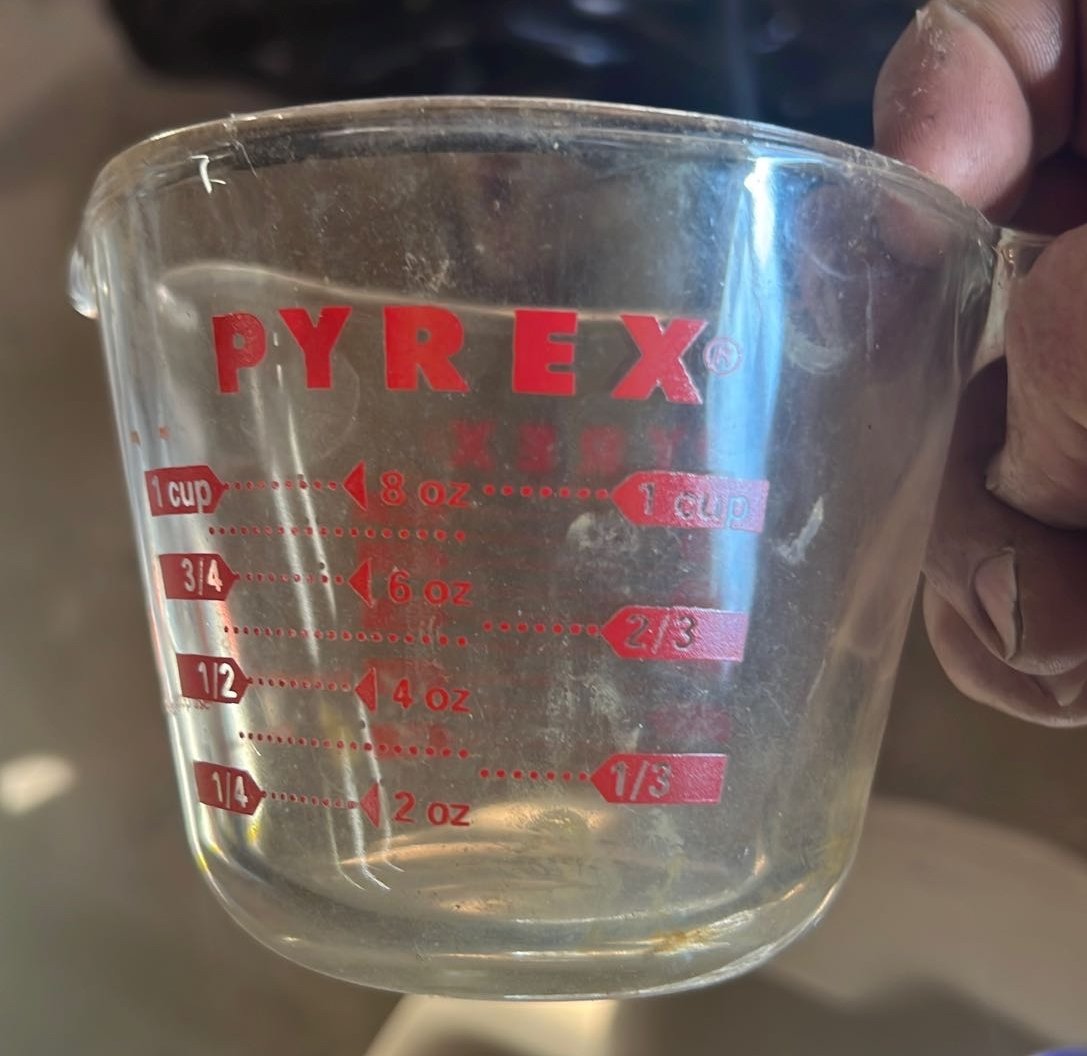 PYREX®
1 cup 8 oz 1 cup
3/4 6 oz
2/3
1/2 4 oz
1/3
1/4 2 oz